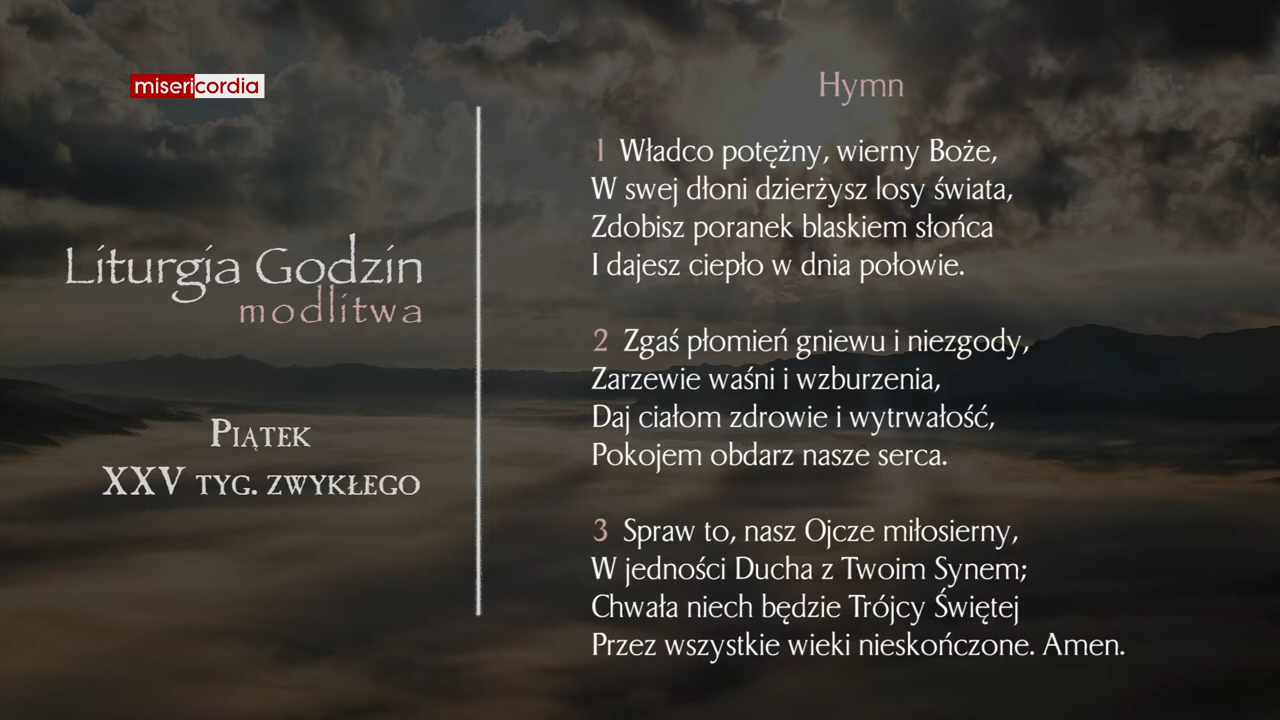 misericordia
Liturgia Godzin
modlitwa
Piątek
XXV tyg. zwykłego
Hymn
1 Władco potężny, wierny Boże,
W swej dłoni dzierżysz losy świata,
Zdobisz poranek blaskiem słońca
I dajesz ciepło w dnia połowie.
2 Zgaś płomień gniewu i niezgody,
Zarzewie waśni i wzburzenia,
Daj ciałom zdrowie i wytrwałość,
Pokojem obdarz nasze serca.
3 Spraw to, nasz Ojcze miłosierny,
W jedności Ducha z Twoim Synem;
Chwała niech będzie Trójcy Świętej
Przez wszystkie wieki nieskończone. Amen.